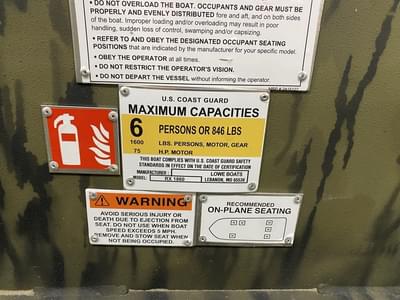 • DO NOT OVERLOAD THE BOAT. OCCUPANTS AND GEAR MUST BE
PROPERLY AND EVENLY DISTRIBUTED fore and aft, and on both sides
of the boat. Improper loading and/or overloading may result in poor
handling, sudden loss of control, swamping and/or capsizing.
• REFER TO AND OBEY THE DESIGNATED OCCUPANT SEATING
POSITIONS that are indicated by the manufacturer for your specific model.
• OBEY THE OPERATOR at all times.
• DO NOT RESTRICT THE OPERATOR'S VISION.
• DO NOT DEPART THE VESSEL without informing the operator.
U.S. COAST GUARD
MAXIMUM CAPACITIES
6 PERSONS OR 846 LBS
1600 LBS. PERSONS, MOTOR, GEAR
75 H.P. MOTOR
THIS BOAT COMPLIES WITH U.S. COAST GUARD SAFETY
STANDARDS IN EFFECT ON THE DATE OF CERTIFICATION
MANUFACTURER: LOWE BOATS
MODEL: RX 1860 LEBANON, MO 65536
WARNING
AVOID SERIOUS INJURY OR
DEATH DUE TO EJECTION FROM
SEAT. DO NOT USE WHEN BOAT
SPEED EXCEEDS 5 MPH.
REMOVE AND STOW SEAT WHEN
NOT BEING OCCUPIED.
RECOMMENDED
ON-PLANE SEATING